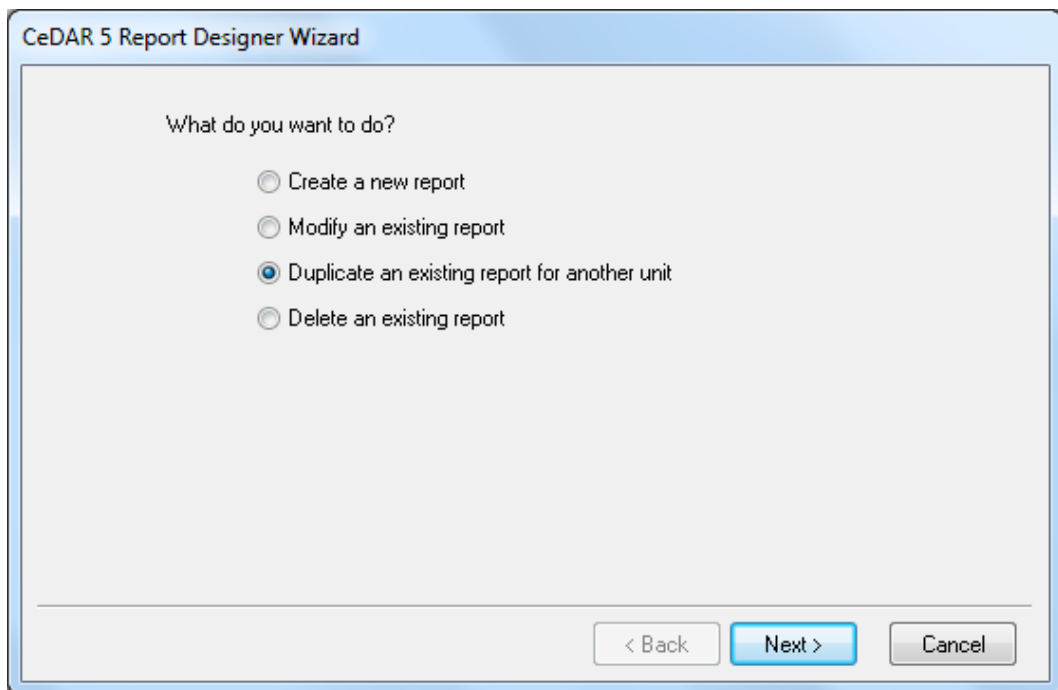 CeDAR 5 Report Designer Wizard
What do you want to do?
Create a new report
Modify an existing report
Duplicate an existing report for another unit
Delete an existing report
< Back Next > Cancel